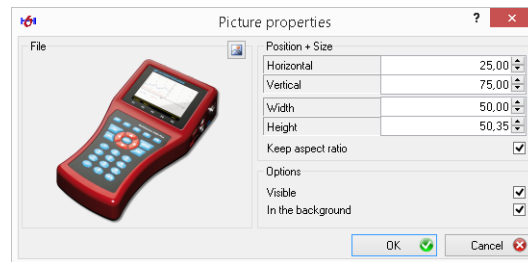 Picture properties
File
Position + Size
Horizontal 25,00
Vertical 75,00
Width 50,00
Height 50,35
Keep aspect ratio
Options
Visible
In the background
OK Cancel